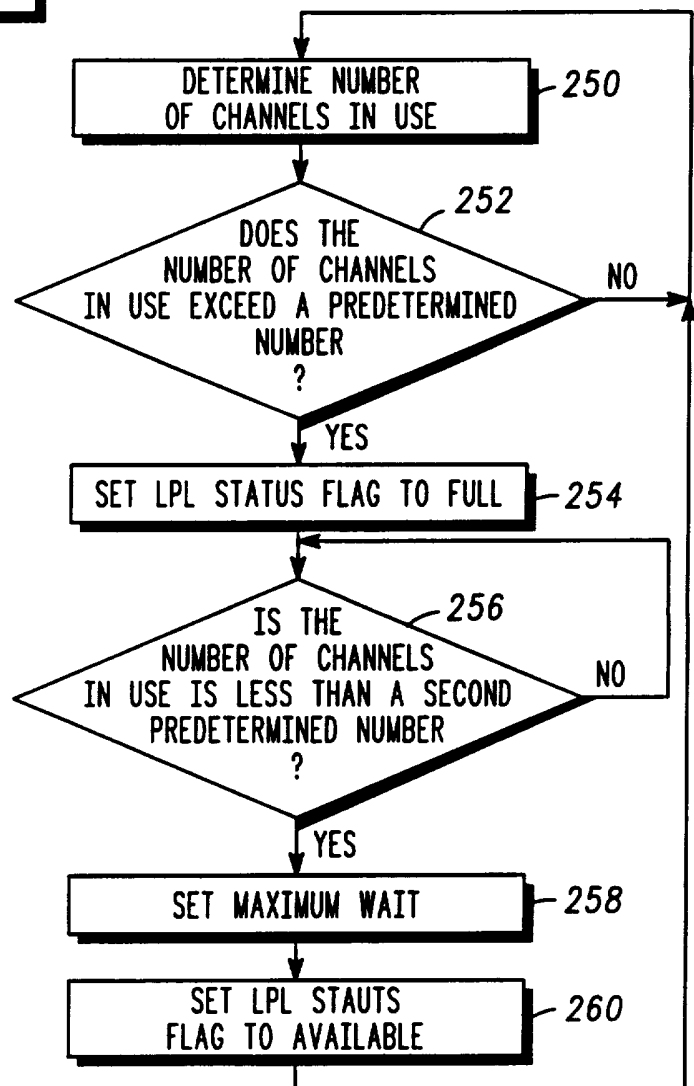 DETERMINE NUMBER
OF CHANNELS IN USE
250
252
DOES THE
NUMBER OF CHANNELS
IN USE EXCEED A PREDETERMINED
NUMBER
?
NO
YES
SET LPL STATUS FLAG TO FULL
254
256
IS THE
NUMBER OF CHANNELS
IN USE IS LESS THAN A SECOND
PREDETERMINED NUMBER
?
NO
YES
SET MAXIMUM WAIT
258
SET LPL STAUTS
FLAG TO AVAILABLE
260